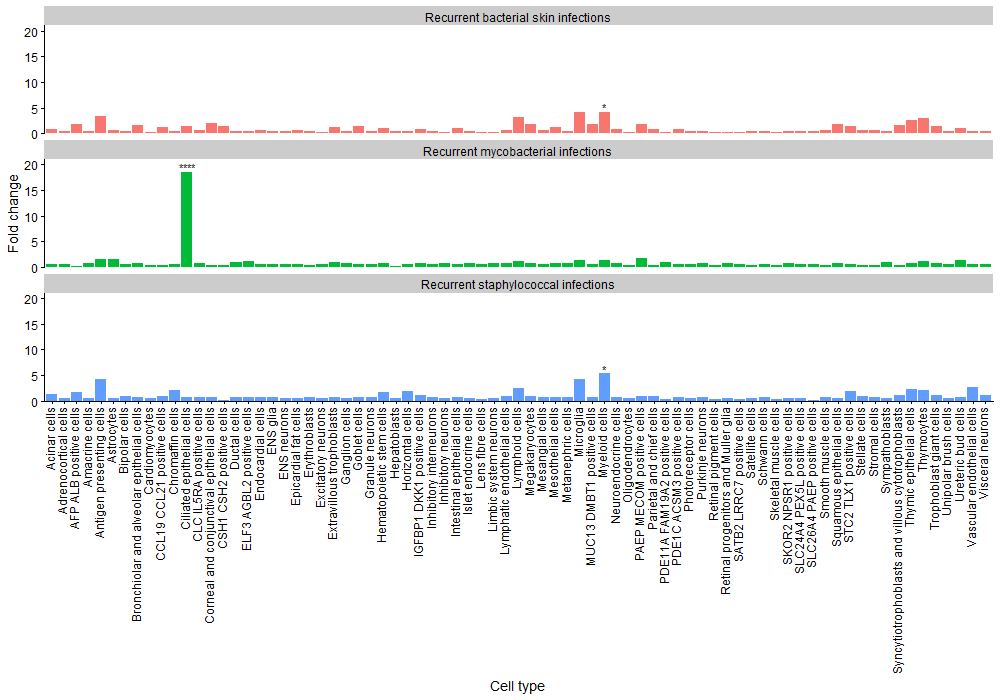 Recurrent bacterial skin infections
20
15
10
5
0
*
Recurrent mycobacterial infections
20
15
10
5
0
****
Fold change
Recurrent staphylococcal infections
20
15
10
5
0
*
Acinar cells
Adrenocortical cells
AFP ALB positive cells
Amacrine cells
Antigen presenting cells
Astrocytes
Bipolar cells
Bronchiolar and alveolar epithelial cells
Cardiomyocytes
CCL19 CCL21 positive cells
Chromaffin cells
Ciliated epithelial cells
CLC IL5RA positive cells
Corneal and conjunctival epithelial cells
CSH1 CSH2 positive cells
Ductal cells
ELF3 AGBL2 positive cells
Endocardial cells
ENS glia
ENS neurons
Epicardial fat cells
Erythroblasts
Excitatory neurons
Extravillous trophoblasts
Ganglion cells
Goblet cells
Granule neurons
Hematopoietic stem cells
Hepatoblasts
Horizontal cells
IGFBP1 DKK1 positive cells
Inhibitory interneurons
Inhibitory neurons
Intestinal epithelial cells
Islet endocrine cells
Lens fibre cells
Limbic system neurons
Lymphatic endothelial cells
Lymphoid cells
Megakaryocytes
Mesangial cells
Mesothelial cells
Metanephric cells
Microglia
MUC13 DMBT1 positive cells
Myeloid cells
Neuroendocrine cells
Oligodendrocytes
PAEP MECOM positive cells
Parietal and chief cells
PDE11A FAM19A2 positive cells
PDE1C ACSM3 positive cells
Photoreceptor cells
Purkinje neurons
Retinal pigment cells
Retinal progenitors and Muller glia
SATB2 LRRC7 positive cells
Satellite cells
Schwann cells
Skeletal muscle cells
SKOR2 NPSR1 positive cells
SLC24A4 PEX5L positive cells
SLC26A4 PAEP positive cells
Smooth muscle cells
Squamous epithelial cells
STC2 TLX1 positive cells
Stellate cells
Stromal cells
Sympathoblasts
Syncytiotrophoblasts and villous cytotrophoblasts
Thymic epithelial cells
Thymocytes
Trophoblast giant cells
Unipolar brush cells
Ureteric bud cells
Vascular endothelial cells
Visceral neurons
Cell type